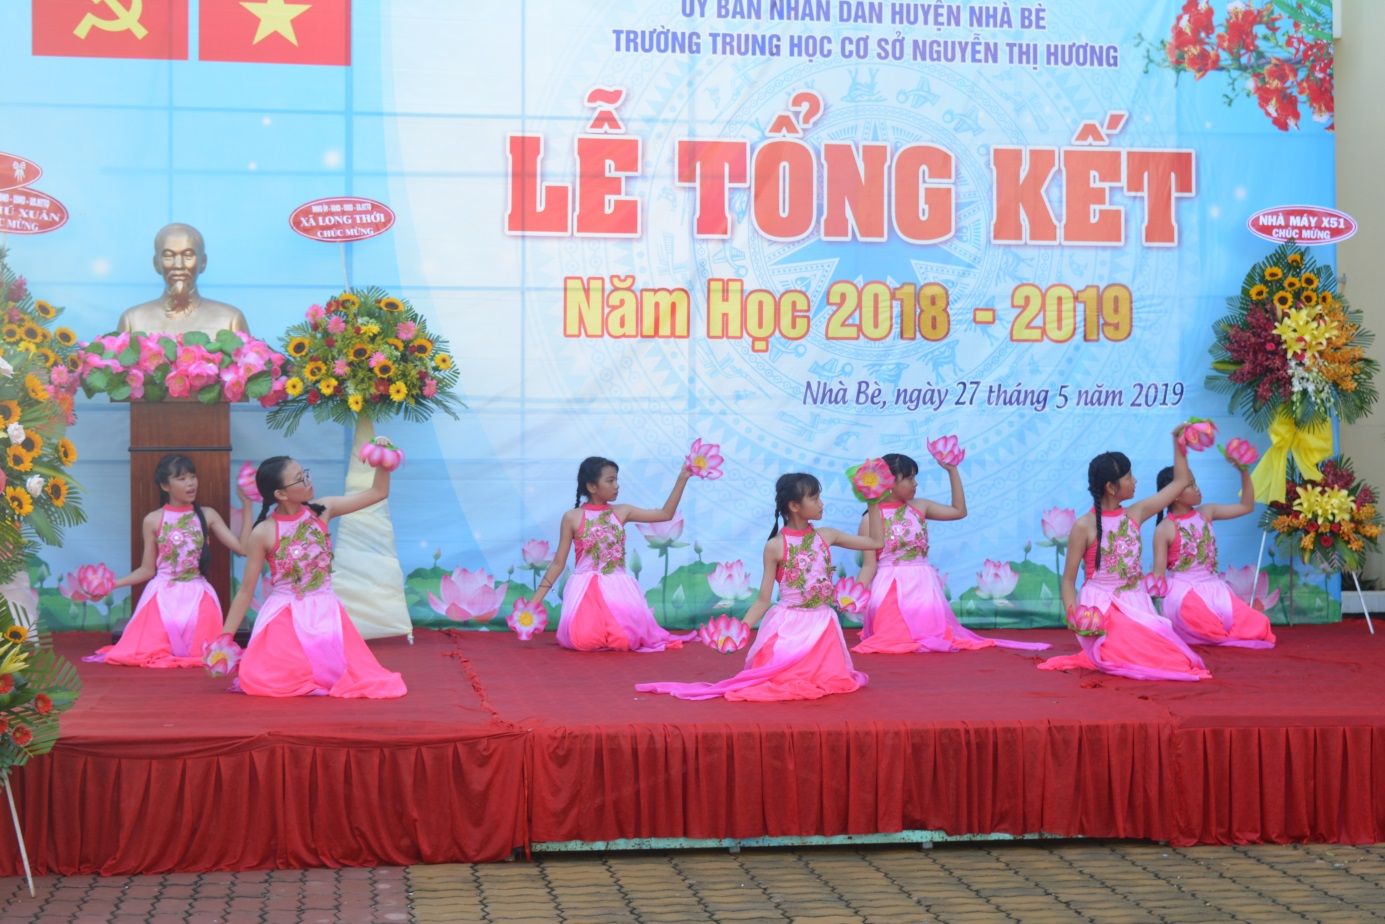 ỦY BAN NHÂN DÂN HUYỆN NHÀ BÈ
TRƯỜNG TRUNG HỌC CƠ SỞ NGUYỄN THỊ HƯƠNG
LỄ TỔNG KẾT
Năm Học 2018 - 2019
Nhà Bè, ngày 27 tháng 5 năm 2019
XUÂN
C MỪNG
XÃ LONG THỚI
CHÚC MỪNG
NHÀ MÁY X51
CHÚC MỪNG